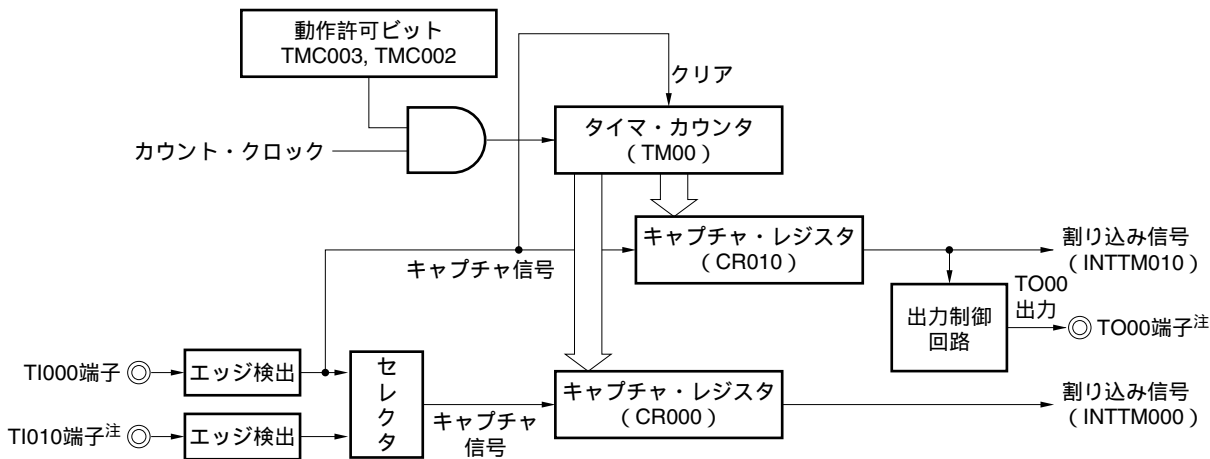 動作許可ビット
TMC003, TMC002
クリア
カウント・クロック
タイマ・カウンタ
（TM00）
キャプチャ信号
キャプチャ・レジスタ
（CR010）
割り込み信号
（INTTM010）
TO00
出力
出力制御
回路
TO00端子注
TI000端子
エッジ検出
TI010端子注
エッジ検出
セレクタ
キャプチャ
信号
キャプチャ・レジスタ
（CR000）
割り込み信号
（INTTM000）